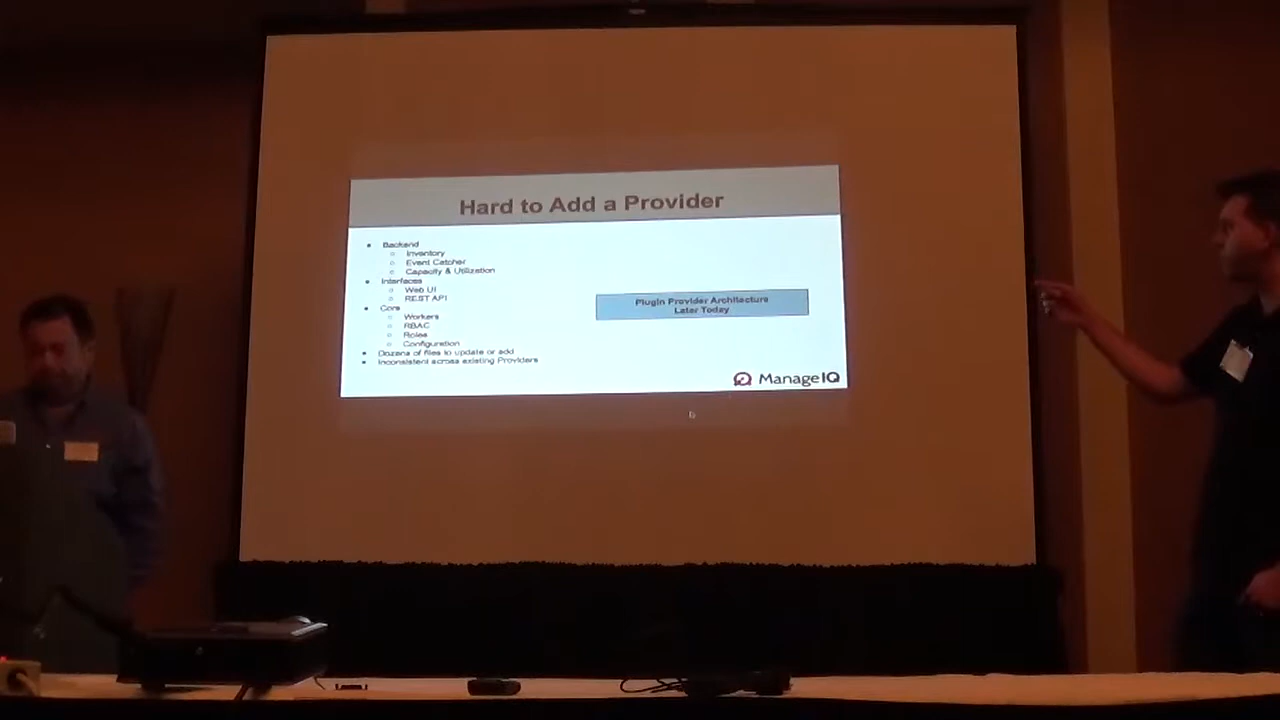 Hard to Add a Provider
Backend
Inventory
Event Catcher
Capacity & Utilization
Interfaces
Web UI
REST API
Core
Workers
RBAC
Roles
Configuration
Dozens of files to update or add
Inconsistent across existing Providers
Plugin Provider Architecture
Later Today
ManageIQ